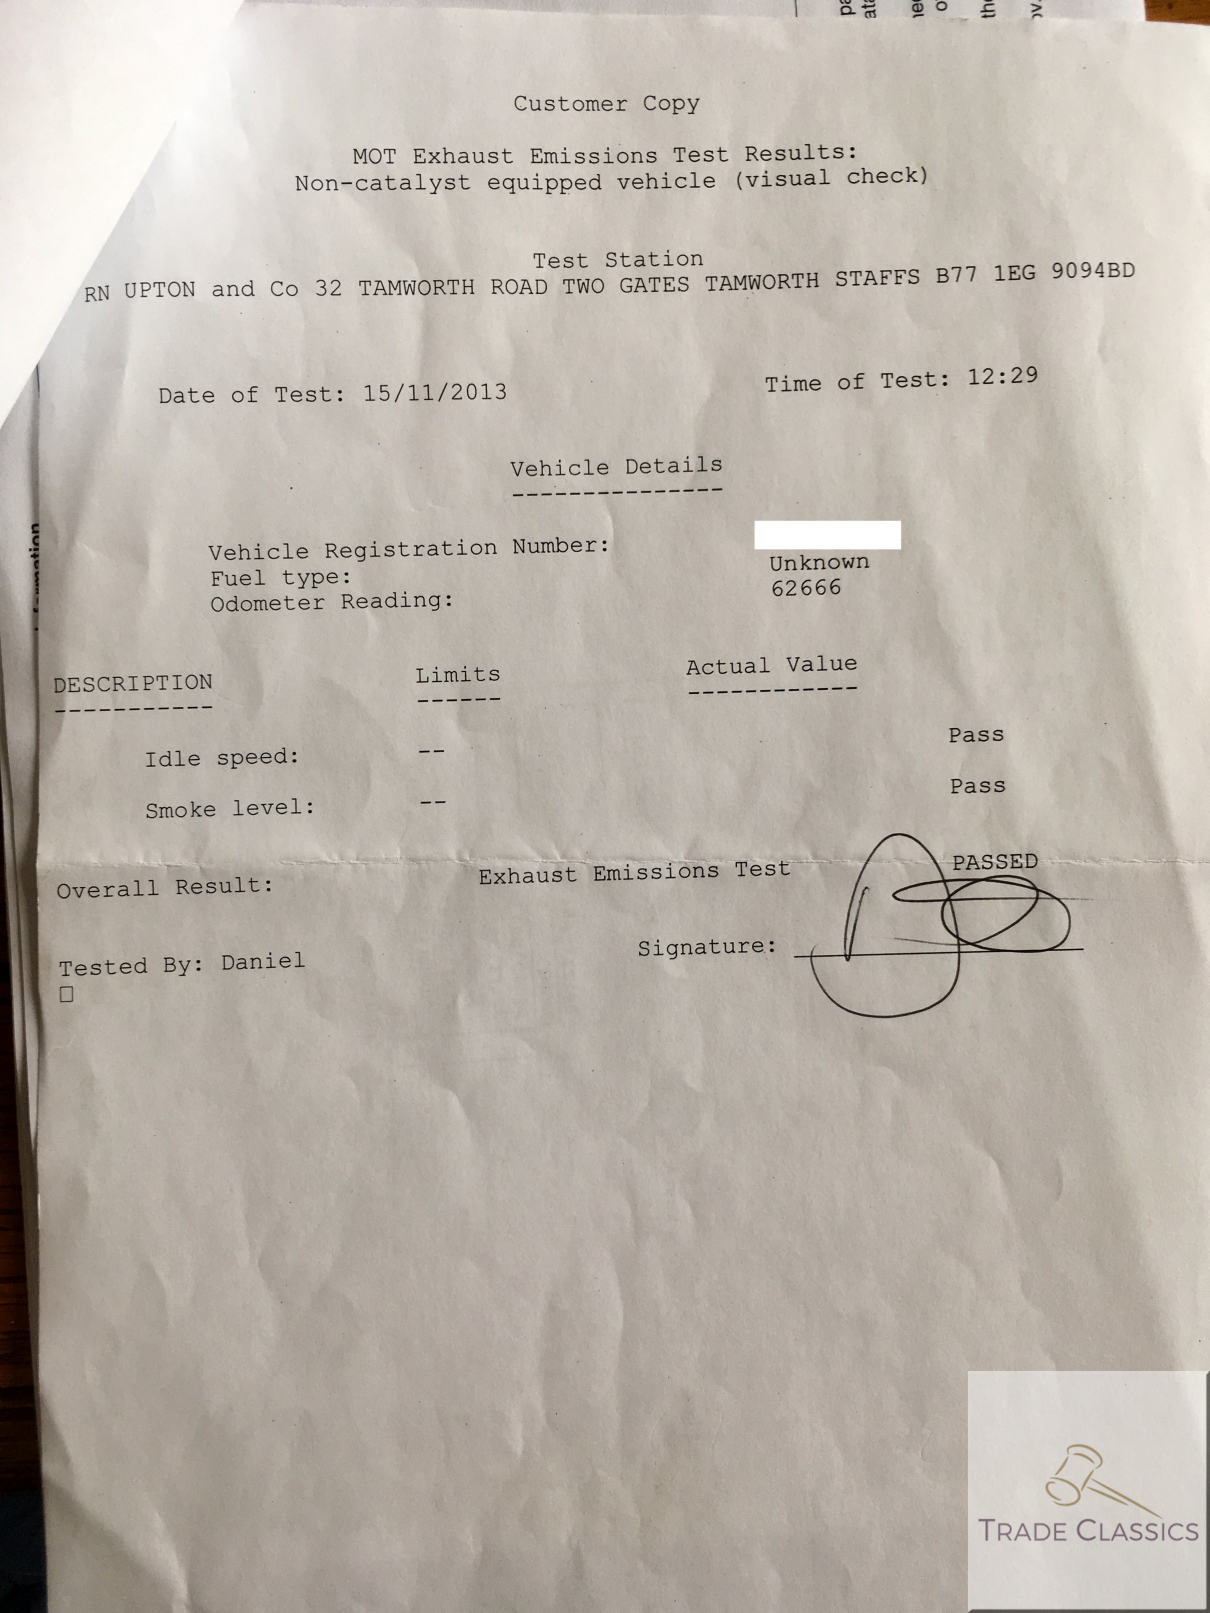 Customer Copy
MOT Exhaust Emissions Test Results:
Non-catalyst equipped vehicle (visual check)
Test Station
RN UPTON and Co 32 TAMWORTH ROAD TWO GATES TAMWORTH STAFFS B77 1EG 9094BD
Date of Test: 15/11/2013 Time of Test: 12:29
Vehicle Details
---------------
Vehicle Registration Number:
Fuel type: Unknown
Odometer Reading: 62666
DESCRIPTION Limits Actual Value
----------- ------ ------------
Idle speed: -- Pass
Smoke level: -- Pass
Overall Result: Exhaust Emissions Test PASSED
Tested By: Daniel Signature:
TRADE CLASSICS